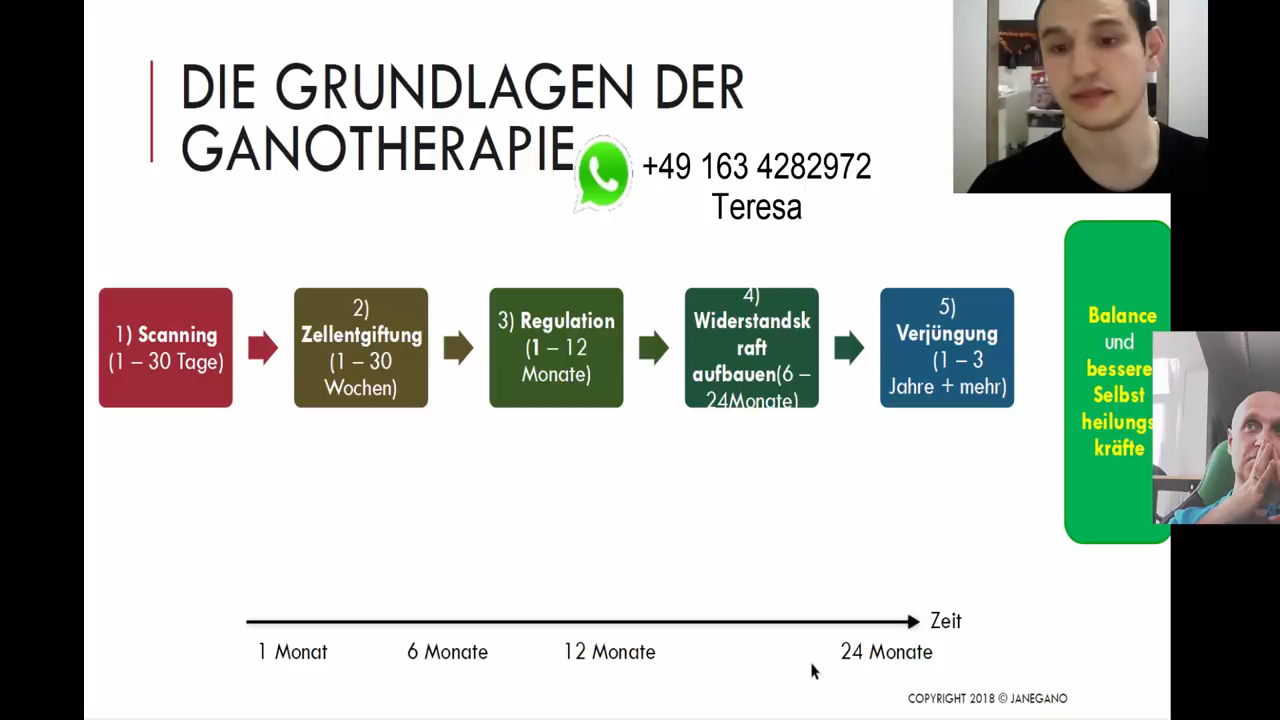 DIE GRUNDLAGEN DER
GANOTHERAPIE
+49 163 4282972
Teresa
1) Scanning
(1 – 30 Tage)
2)
Zellentgiftung
(1 – 30
Wochen)
3) Regulation
(1 – 12
Monate)
4)
Widerstandsk
raft
aufbauen(6 –
24Monate)
5)
Verjüngung
(1 – 3
Jahre + mehr)
Balance
und
bessere
Selbst
heilungs
kräfte
Zeit
1 Monat
6 Monate
12 Monate
24 Monate
COPYRIGHT 2018 © JANEGANO